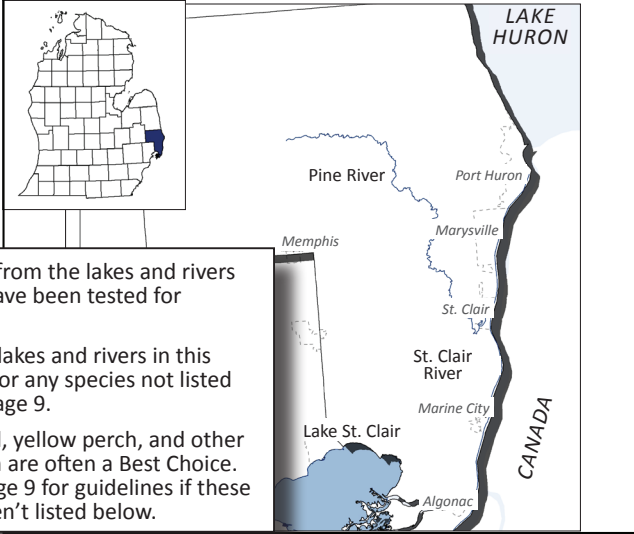 LAKE
HURON
Pine River
Port Huron
Marysville
Memphis
St. Clair
St. Clair
River
Marine City
CANADA
Lake St. Clair
Algonac
from the lakes and rivers
ave been tested for
lakes and rivers in this
or any species not listed
age 9.
, yellow perch, and other
are often a Best Choice.
ge 9 for guidelines if these
en't listed below.